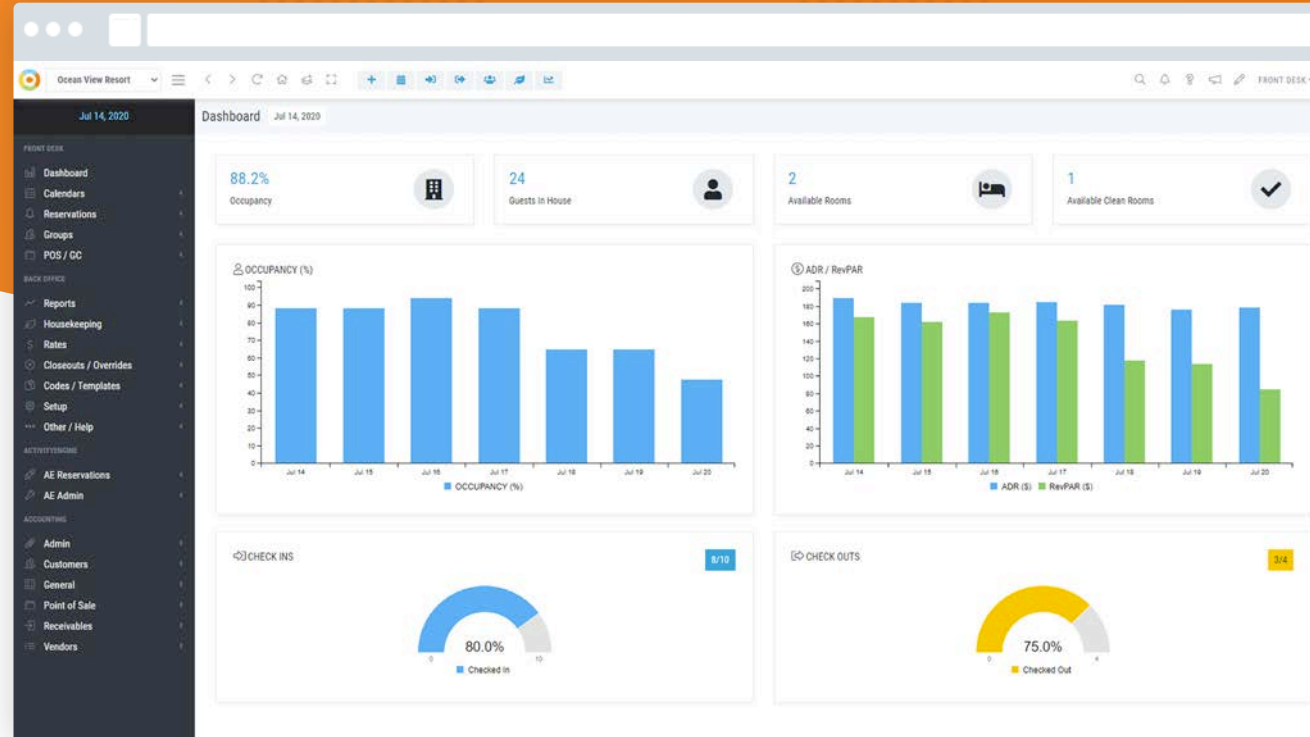 Ocean View Resort
FRONT DESK
Jul 14, 2020
Dashboard Jul 14, 2020
FRONT DESK
Dashboard
Calendars
Reservations
Groups
POS / GC
BACK OFFICE
Reports
Housekeeping
Rates
Closeouts / Overrides
Codes / Templates
Setup
Other / Help
ACTIVITYENGINE
AE Reservations
AE Admin
ACCOUNTING
Admin
Customers
General
Point of Sale
Receivables
Vendors
88.2%
Occupancy
24
Guests In House
2
Available Rooms
1
Available Clean Rooms
OCCUPANCY (%)
100
90
80
70
60
50
40
30
20
10
0
Jul 14 Jul 15 Jul 16 Jul 17 Jul 18 Jul 19 Jul 20
OCCUPANCY (%)
ADR / RevPAR
200
180
160
140
120
100
80
60
40
20
0
Jul 14 Jul 15 Jul 16 Jul 17 Jul 18 Jul 19 Jul 20
ADR ($) RevPAR ($)
CHECK INS
8/10
80.0%
0 10
Checked In
CHECK OUTS
3/4
75.0%
0 4
Checked Out